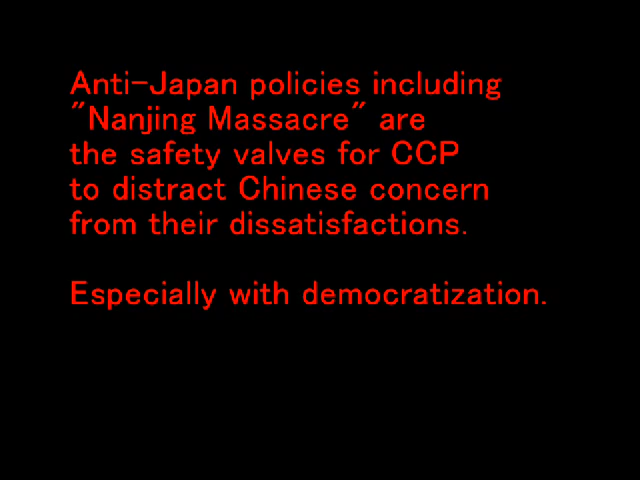 Anti-Japan policies including
"Nanjing Massacre" are
the safety valves for CCP
to distract Chinese concern
from their dissatisfactions.
Especially with democratization.